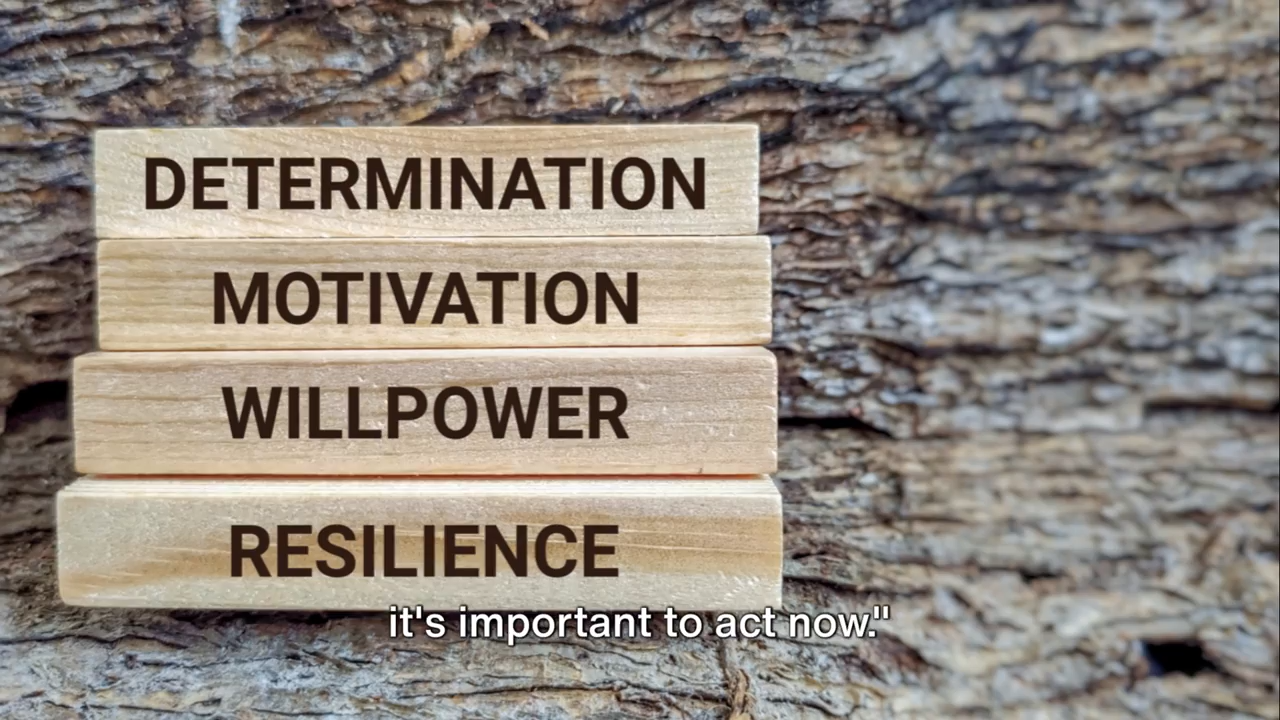 DETERMINATION
MOTIVATION
WILLPOWER
RESILIENCE
it's important to act now."